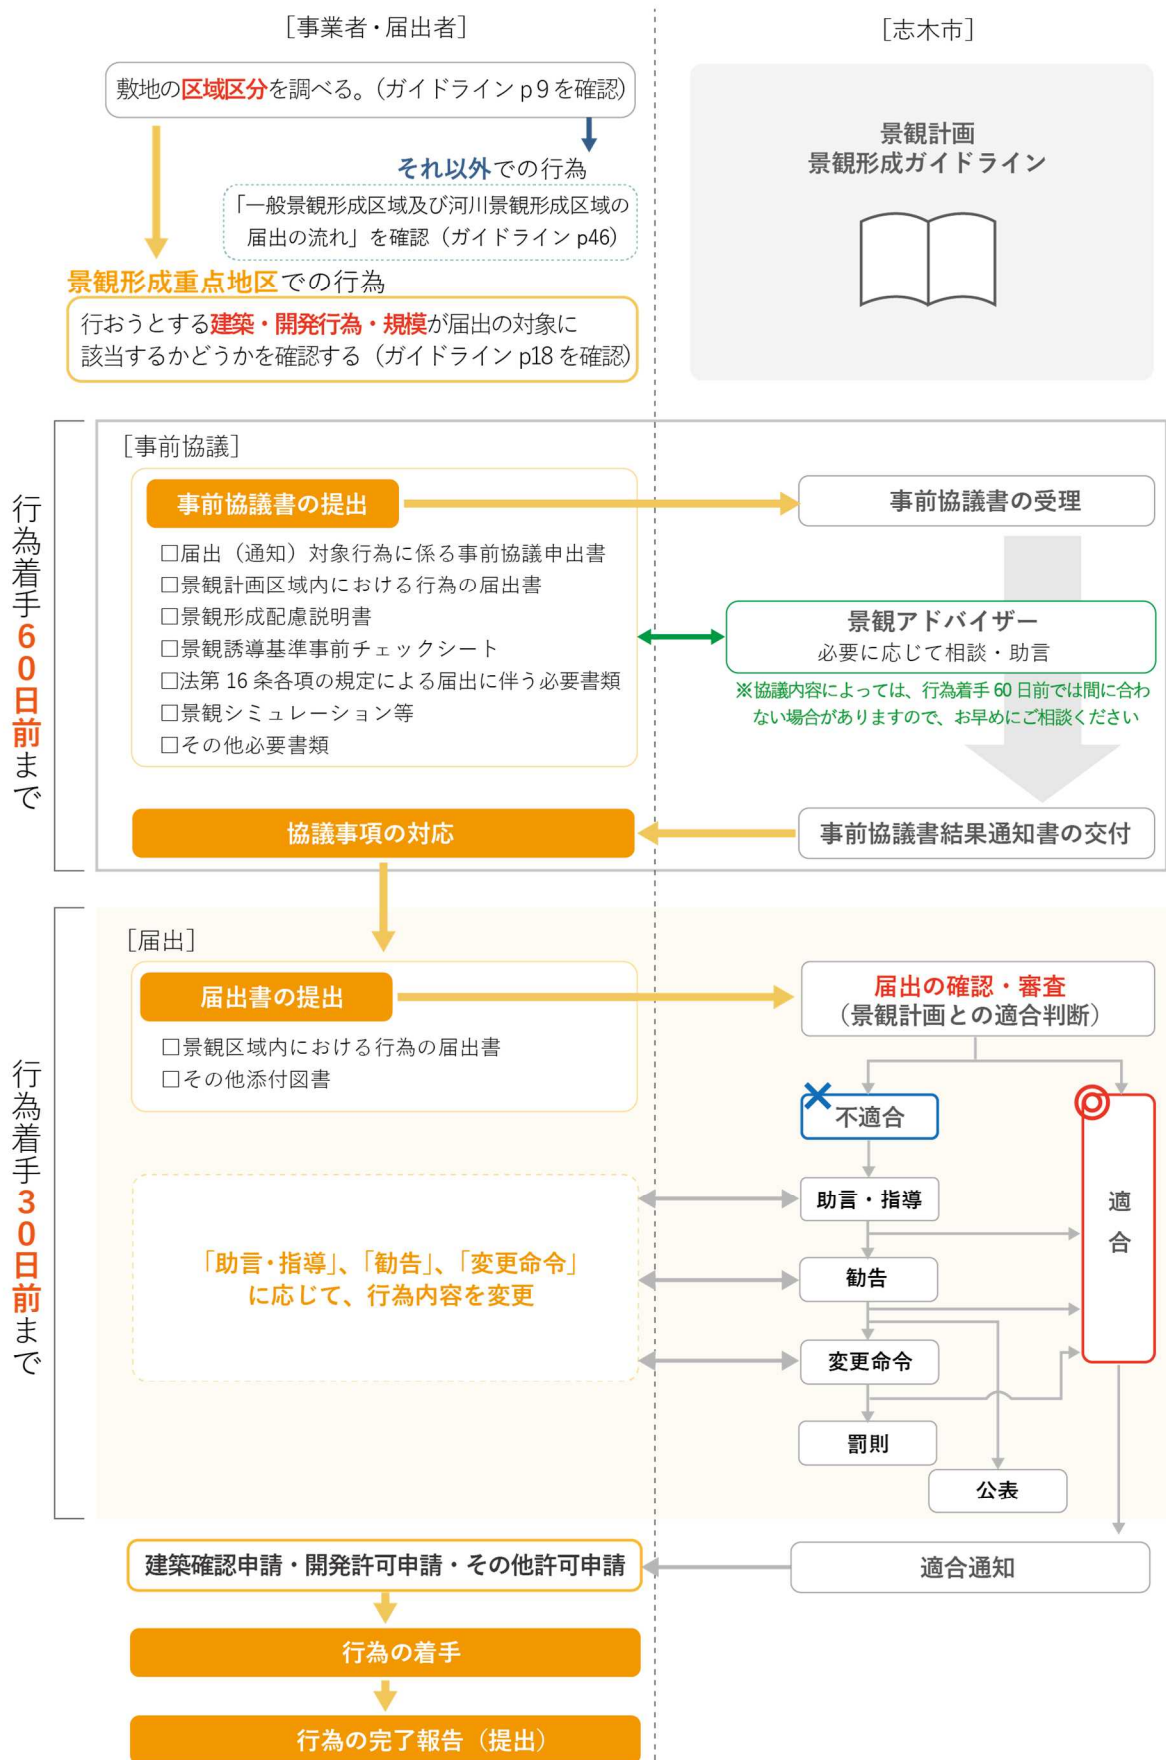 ［事業者・届出者］
［志木市］
敷地の区域区分を調べる。（ガイドライン p 9 を確認）
それ以外での行為
「一般景観形成区域及び河川景観形成区域の
届出の流れ」を確認（ガイドライン p46）
景観形成重点地区での行為
行おうとする建築・開発行為・規模が届出の対象に
該当するかどうかを確認する（ガイドライン p18 を確認）
景観計画
景観形成ガイドライン
行為着手60日前まで
［事前協議］
事前協議書の提出
事前協議書の受理
□届出（通知）対象行為に係る事前協議申出書
□景観計画区域内における行為の届出書
□景観形成配慮説明書
□景観誘導基準事前チェックシート
□法第 16 条各項の規定による届出に伴う必要書類
□景観シミュレーション等
□その他必要書類
景観アドバイザー
必要に応じて相談・助言
※協議内容によっては、行為着手 60 日前では間に合わ
ない場合がありますので、お早めにご相談ください
協議事項の対応
事前協議書結果通知書の交付
行為着手30日前まで
［届出］
届出書の提出
□景観区域内における行為の届出書
□その他添付図書
届出の確認・審査
（景観計画との適合判断）
不適合
適合
助言・指導
勧告
変更命令
罰則
公表
「助言・指導」、「勧告」、「変更命令」
に応じて、行為内容を変更
建築確認申請・開発許可申請・その他許可申請
適合通知
行為の着手
行為の完了報告（提出）